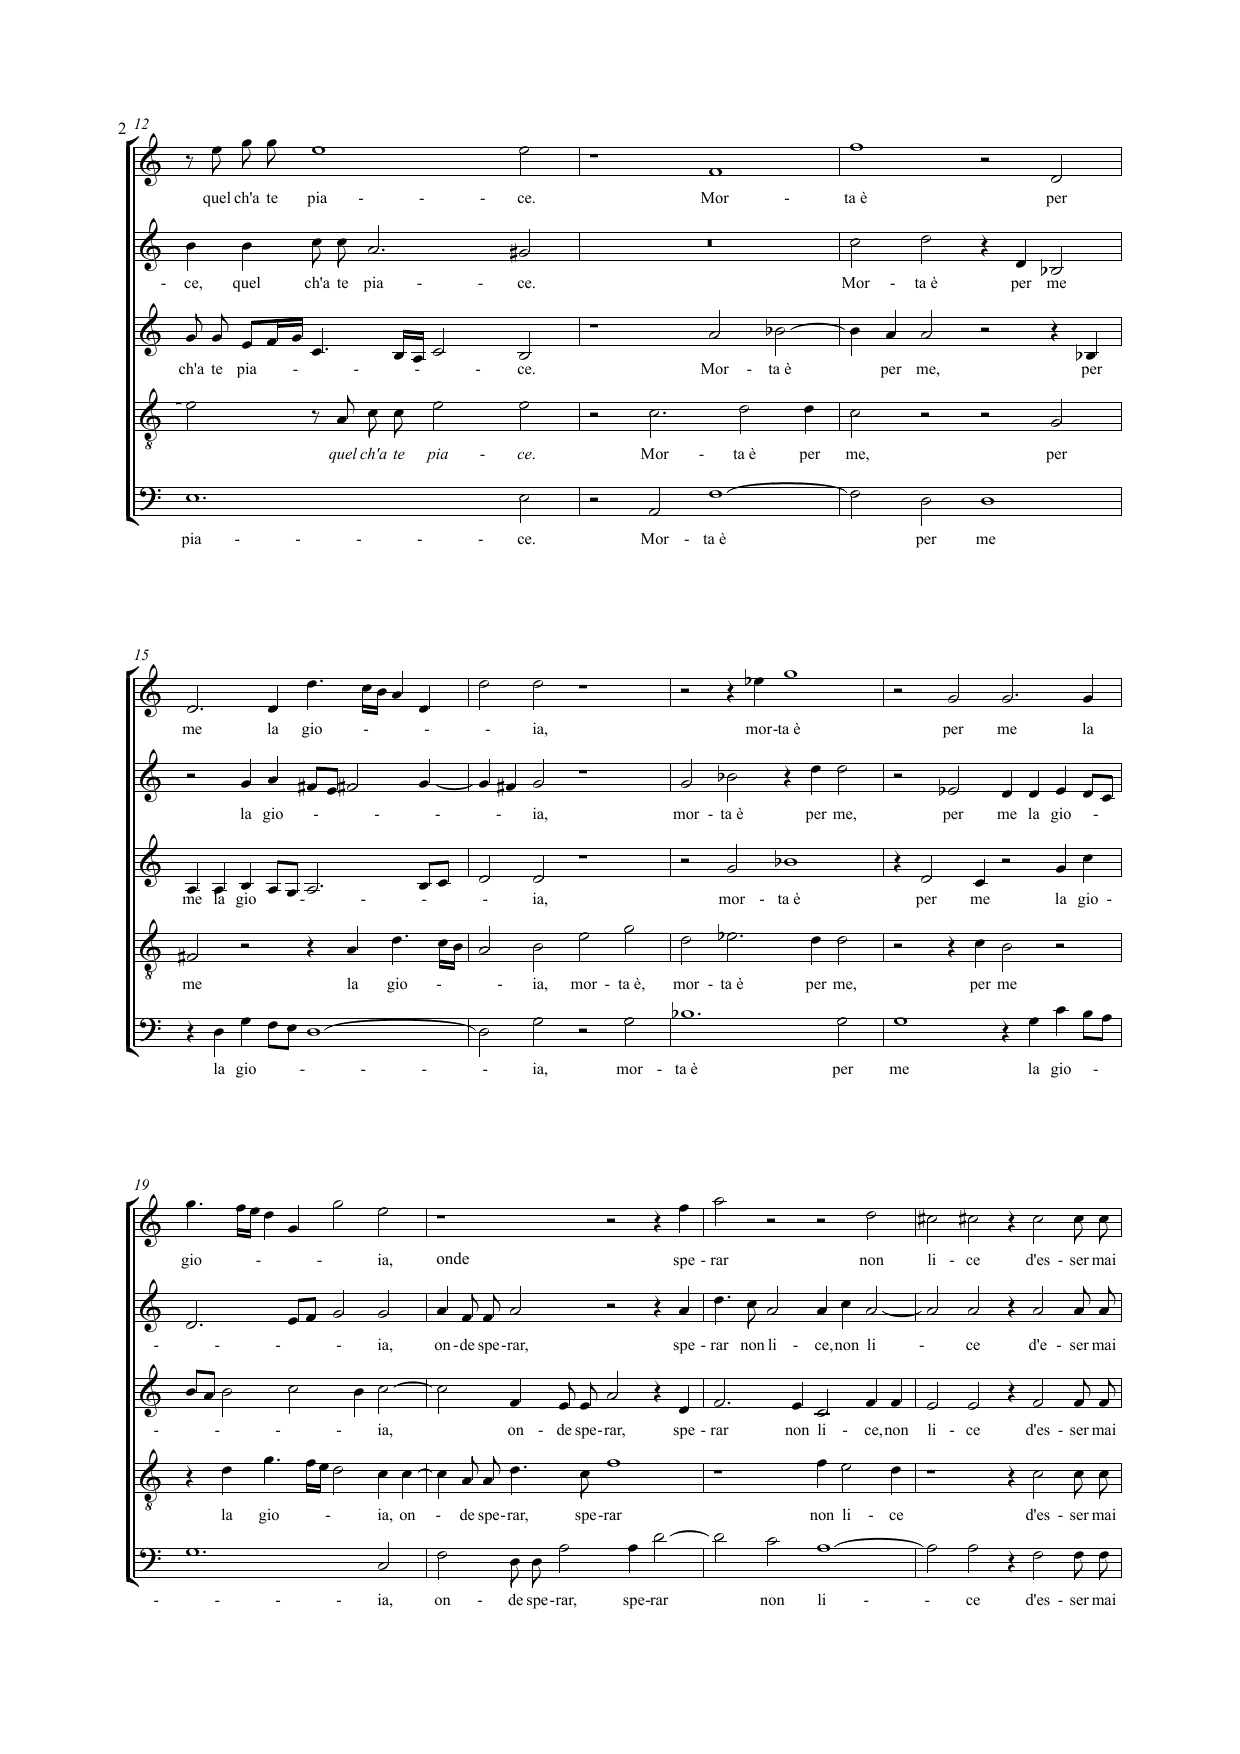 2 12
quel ch'a te pia - - - ce. Mor - ta è per
- ce, quel ch'a te pia - - ce. Mor - ta è per me
ch'a te pia - - - - ce. Mor - ta è per me, per
quel ch'a te pia - ce. Mor - ta è per me, per
pia - - - - - ce. Mor - ta è per me
15
me la gio - - - ia, mor-ta è per me la
la gio - - - - ia, mor - ta è per me, per me la gio -
me la gio - - - - ia, mor - ta è per me la gio -
me la gio - - ia, mor - ta è, mor - ta è per me, per me
la gio - - - - ia, mor - ta è per me la gio -
19
gio - - - ia, onde spe - rar non li - ce d'es - ser mai
- - - - ia, on-de spe-rar, spe - rar non li - ce, non li - ce d'e - ser mai
- - - - ia, on - de spe-rar, spe - rar non li - ce, non li - ce d'es - ser mai
la gio - - ia, on - de spe-rar, spe-rar non li - ce d'es - ser mai
- - - - ia, on - de spe-rar, spe-rar non li - - ce d'es - ser mai